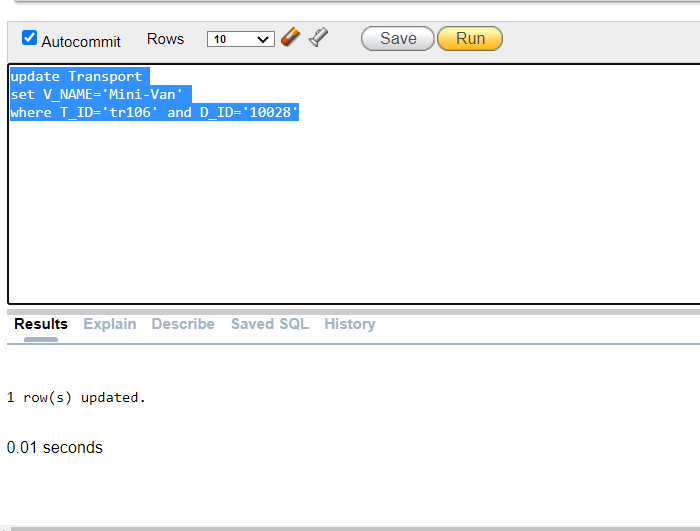 Autocommit Rows 10 Save Run
update Transport
set V_NAME='Mini-Van'
where T_ID='tr106' and D_ID='10028'
Results Explain Describe Saved SQL History
1 row(s) updated.
0.01 seconds